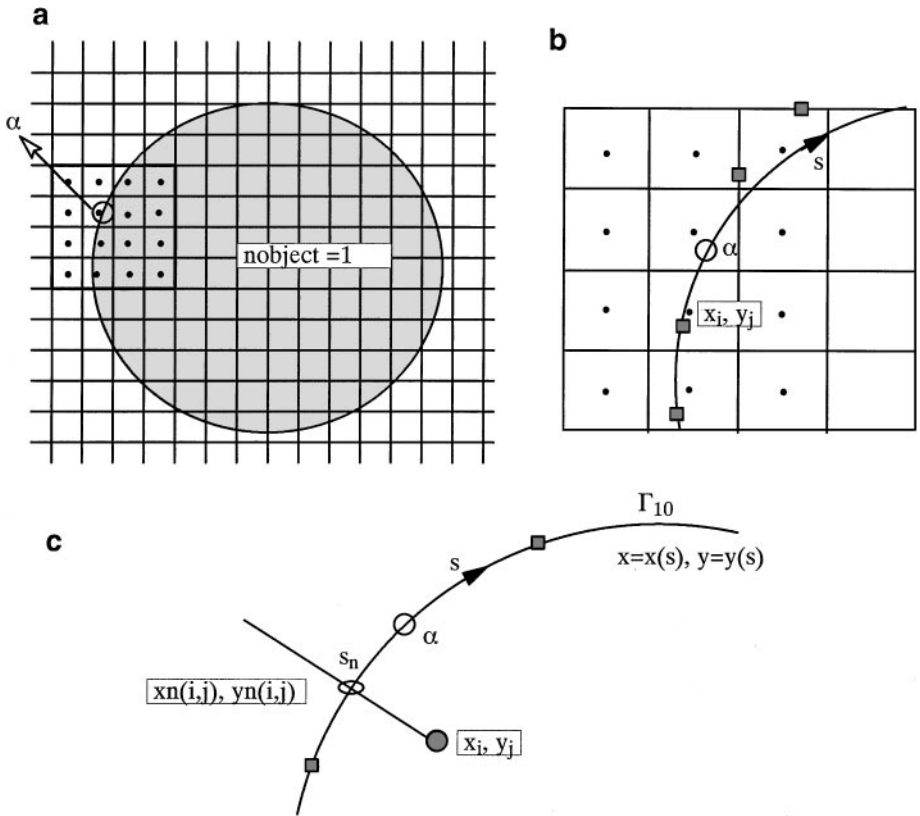 a
α
nobject =1
b
s
α
xᵢ, yⱼ
c
Γ₁₀
x=x(s), y=y(s)
s
α
sₙ
xn(i,j), yn(i,j)
xᵢ, yⱼ